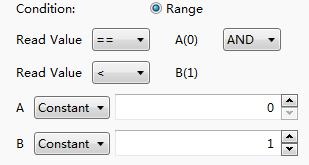 Condition: Range
Read Value == A(0) AND
Read Value < B(1)
A Constant 0
B Constant 1